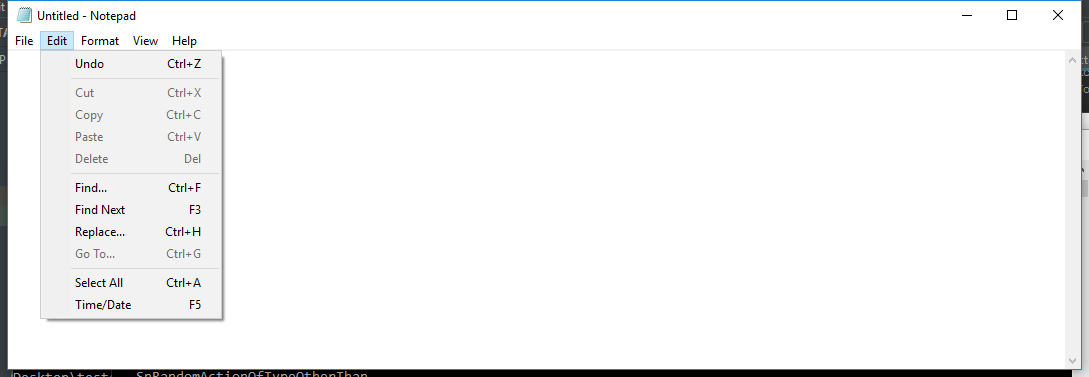 Untitled - Notepad
File Edit Format View Help
Undo Ctrl+Z
Cut Ctrl+X
Copy Ctrl+C
Paste Ctrl+V
Delete Del
Find... Ctrl+F
Find Next F3
Replace... Ctrl+H
Go To... Ctrl+G
Select All Ctrl+A
Time/Date F5